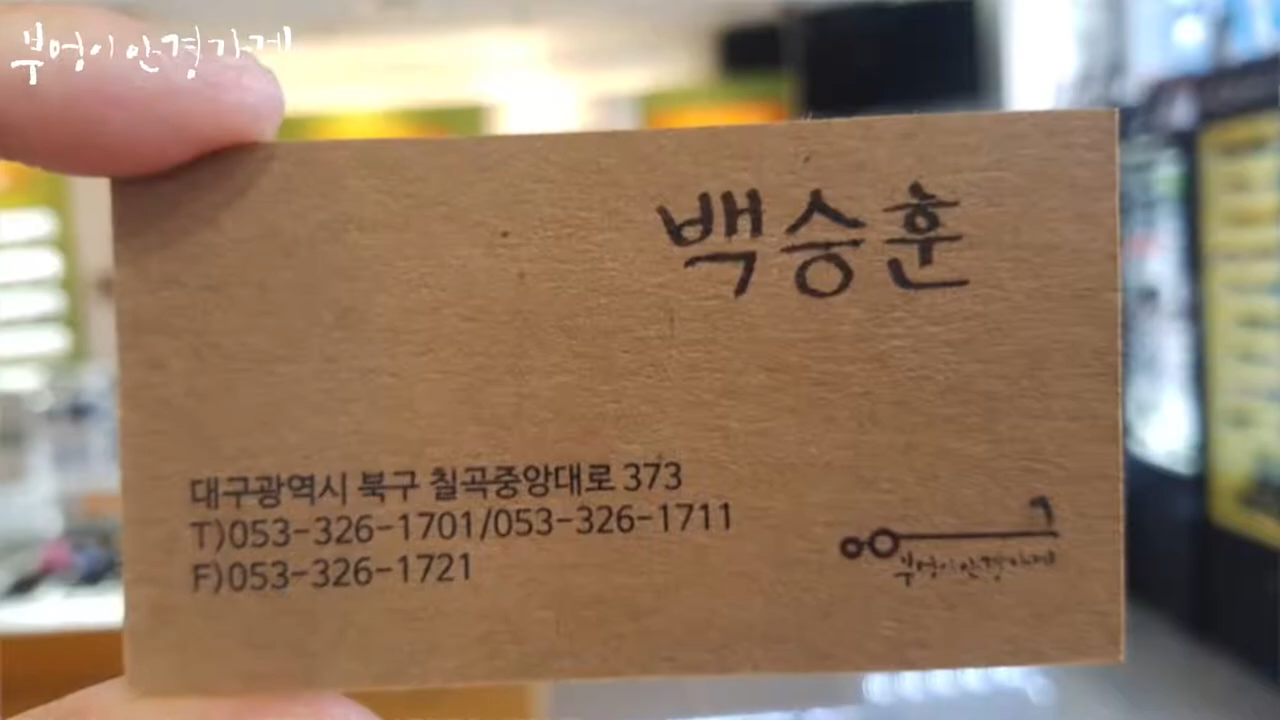 부엉이안경가게
백승훈
대구광역시 북구 칠곡중앙대로 373
T)053-326-1701/053-326-1711
F)053-326-1721
부엉이안경가게